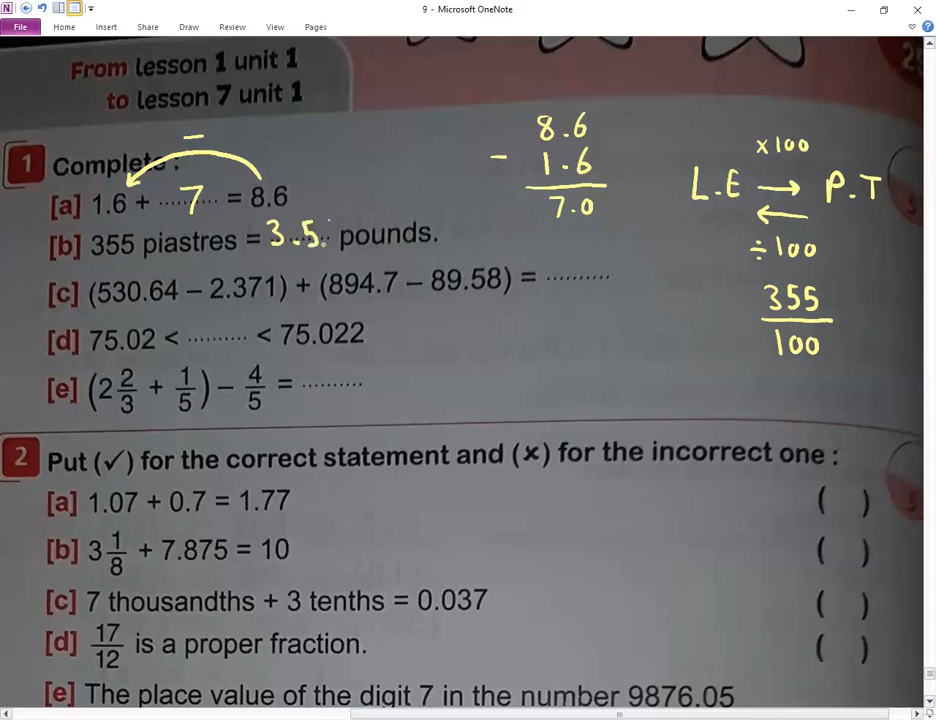 9 - Microsoft OneNote
File Home Insert Share Draw Review View Pages
From lesson 1 unit 1
to lesson 7 unit 1
25
1 Complete :
[a] 1.6 + 7 = 8.6
−
[b] 355 piastres = 3.5 pounds.
[c] (530.64 – 2.371) + (894.7 – 89.58) = ..........
[d] 75.02 < .......... < 75.022
[e] (2 2/3 + 1/5) – 4/5 = ..........
8.6
− 1.6
7.0
×100
L.E → P.T
←
÷100
355
100
2 Put (✓) for the correct statement and (×) for the incorrect one :
[a] 1.07 + 0.7 = 1.77 ( )
[b] 3 1/8 + 7.875 = 10 ( )
[c] 7 thousandths + 3 tenths = 0.037 ( )
[d] 17/12 is a proper fraction. ( )
[e] The place value of the digit 7 in the number 9876.05